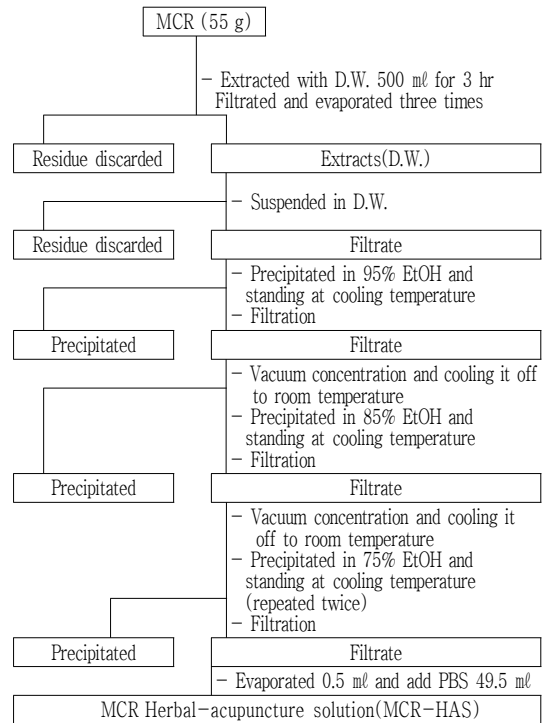 MCR (55 g)
- Extracted with D.W. 500 ㎖ for 3 hr
Filtrated and evaporated three times
Residue discarded
Extracts(D.W.)
- Suspended in D.W.
Residue discarded
Filtrate
- Precipitated in 95% EtOH and
standing at cooling temperature
- Filtration
Precipitated
Filtrate
- Vacuum concentration and cooling it off
to room temperature
- Precipitated in 85% EtOH and
standing at cooling temperature
- Filtration
Precipitated
Filtrate
- Vacuum concentration and cooling it
off to room temperature
- Precipitated in 75% EtOH and
standing at cooling temperature
(repeated twice)
- Filtration
Precipitated
Filtrate
- Evaporated 0.5 ㎖ and add PBS 49.5 ㎖
MCR Herbal-acupuncture solution(MCR-HAS)